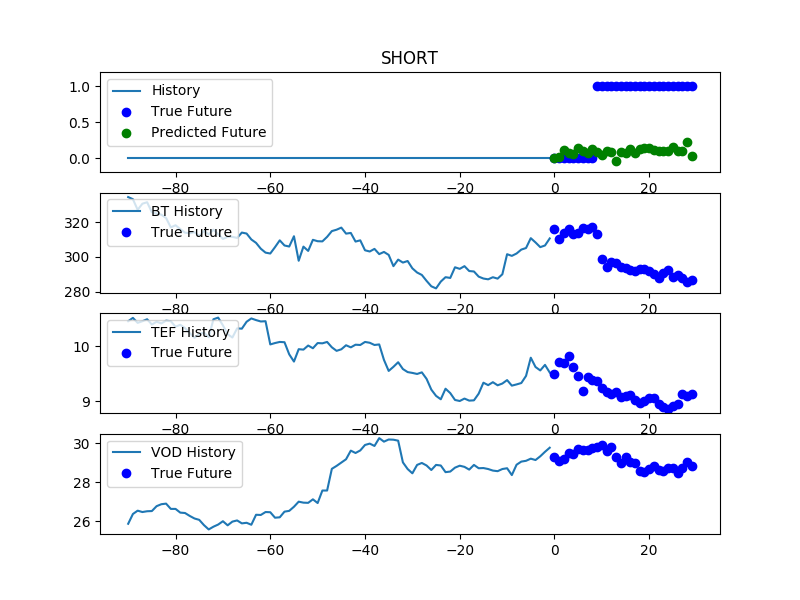 SHORT
1.0
0.5
0.0
History
True Future
Predicted Future
−80 −60 −40 −20 0 20
320
300
280
BT History
True Future
−80 −60 −40 −20 0 20
10
9
TEF History
True Future
−80 −60 −40 −20 0 20
30
28
26
VOD History
True Future
−80 −60 −40 −20 0 20